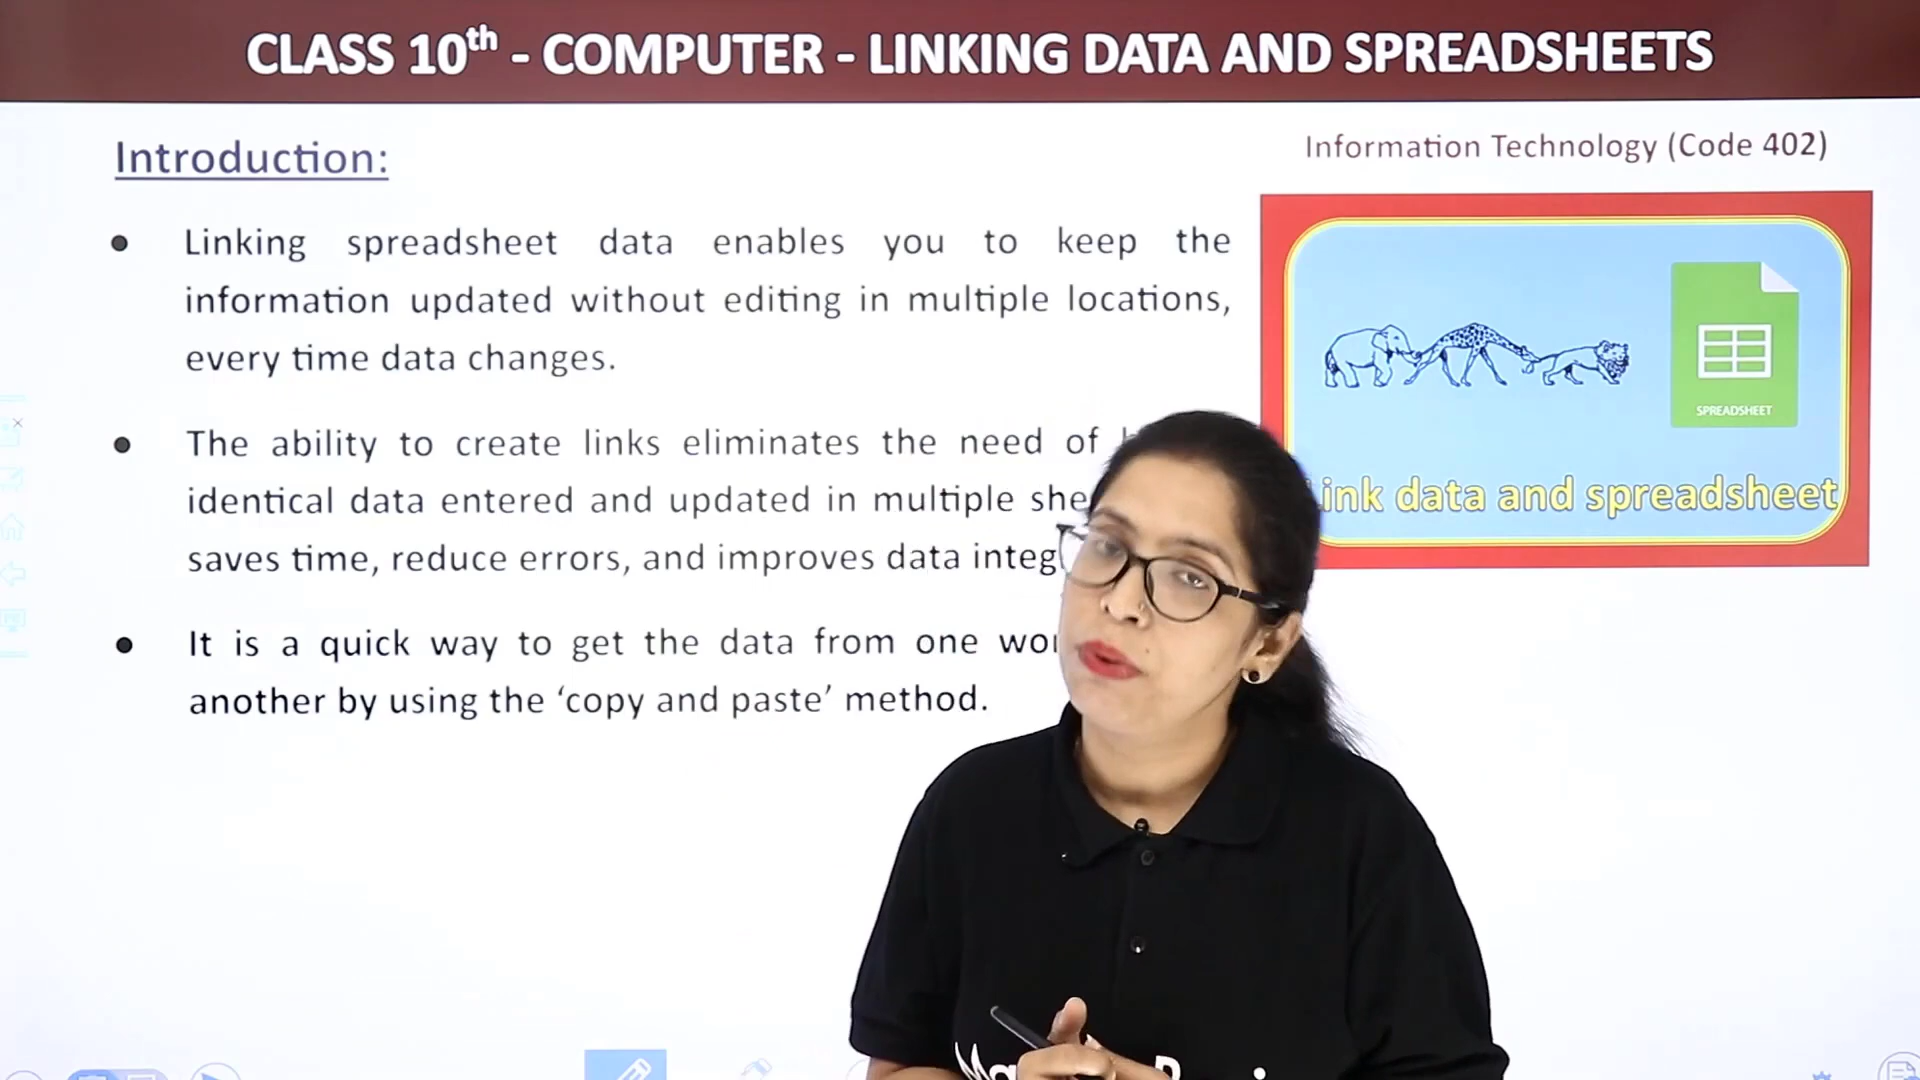 CLASS 10th - COMPUTER - LINKING DATA AND SPREADSHEETS
Introduction:
Information Technology (Code 402)
Linking spreadsheet data enables you to keep the
information updated without editing in multiple locations,
every time data changes.
SPREADSHEET
Link data and spreadsheet
The ability to create links eliminates the need of
identical data entered and updated in multiple
saves time, reduce errors, and improves data
It is a quick way to get the data from one
another by using the ‘copy and paste’ method.